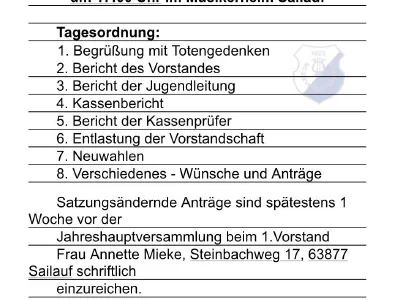 Tagesordnung:
1. Begrüßung mit Totengedenken
2. Bericht des Vorstandes
3. Bericht der Jugendleitung
4. Kassenbericht
5. Bericht der Kassenprüfer
6. Entlastung der Vorstandschaft
7. Neuwahlen
8. Verschiedenes - Wünsche und Anträge
Satzungsändernde Anträge sind spätestens 1
Woche vor der
Jahreshauptversammlung beim 1.Vorstand
Frau Annette Mieke, Steinbachweg 17, 63877
Sailauf schriftlich
einzureichen.